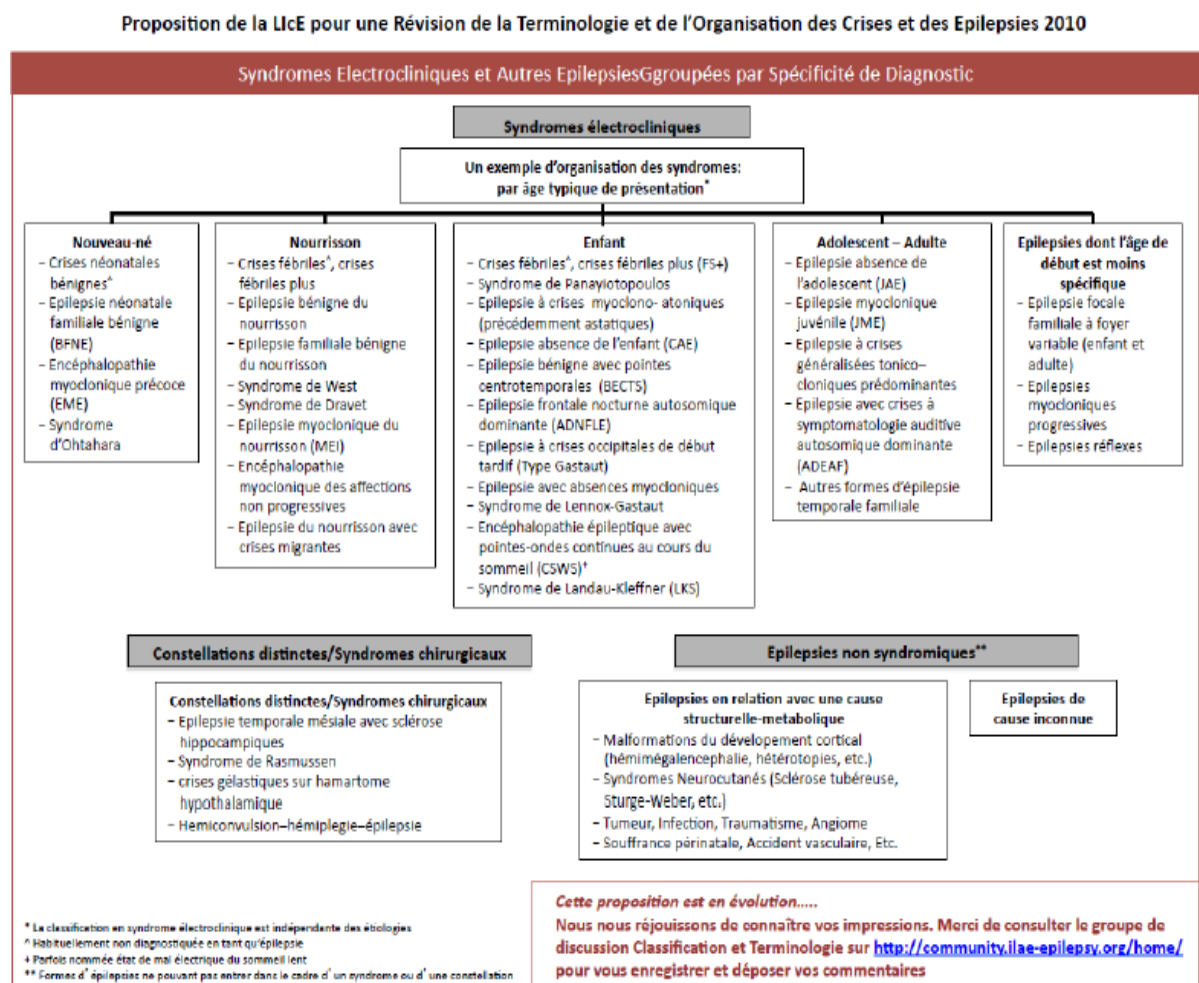 Proposition de la LIcE pour une Révision de la Terminologie et de l'Organisation des Crises et des Epilepsies 2010
Syndromes Electrocliniques et Autres EpilepsiesGgroupées par Spécificité de Diagnostic
Syndromes électrocliniques
Un exemple d'organisation des syndromes:
par âge typique de présentation*
Nouveau-né
– Crises néonatales
bénignes^
– Epilepsie néonatale
familiale bénigne
(BFNE)
– Encéphalopathie
myoclonique précoce
(EME)
– Syndrome
d'Ohtahara
Nourrisson
– Crises fébriles^, crises
fébriles plus
– Epilepsie bénigne du
nourrisson
– Epilepsie familiale bénigne
du nourrisson
– Syndrome de West
– Syndrome de Dravet
– Epilepsie myoclonique du
nourrisson (MEI)
– Encéphalopathie
myoclonique des affections
non progressives
– Epilepsie du nourrisson avec
crises migrantes
Enfant
– Crises fébriles^, crises fébriles plus (FS+)
– Syndrome de Panayiotopoulos
– Epilepsie à crises myoclono- atoniques
(précédemment astatiques)
– Epilepsie absence de l'enfant (CAE)
– Epilepsie bénigne avec pointes
centrotemporales (BECTS)
– Epilepsie frontale nocturne autosomique
dominante (ADNFLE)
– Epilepsie à crises occipitales de début
tardif (Type Gastaut)
– Epilepsie avec absences myocloniques
– Syndrome de Lennox-Gastaut
– Encéphalopathie épileptique avec
pointes-ondes continues au cours du
sommeil (CSWS)+
– Syndrome de Landau-Kleffner (LKS)
Adolescent – Adulte
– Epilepsie absence de
l'adolescent (JAE)
– Epilepsie myoclonique
juvénile (JME)
– Epilepsie à crises
généralisées tonico–
cloniques prédominantes
– Epilepsie avec crises à
symptomatologie auditive
autosomique dominante
(ADEAF)
– Autres formes d'épilepsie
temporale familiale
Epilepsies dont l'âge de
début est moins
spécifique
– Epilepsie focale
familiale à foyer
variable (enfant et
adulte)
– Epilepsies
myocloniques
progressives
– Epilepsies réflexes
Constellations distinctes/Syndromes chirurgicaux
Constellations distinctes/Syndromes chirurgicaux
– Epilepsie temporale mésiale avec sclérose
hippocampiques
– Syndrome de Rasmussen
– crises gélastiques sur hamartome
hypothalamique
– Hemiconvulsion–hémiplegie–épilepsie
Epilepsies non syndromiques**
Epilepsies en relation avec une cause
structurelle-metabolique
– Malformations du dévelopement cortical
(hémimégalencephalie, hétérotopies, etc.)
– Syndromes Neurocutanés (Sclérose tubéreuse,
Sturge-Weber, etc.)
– Tumeur, Infection, Traumatisme, Angiome
– Souffrance périnatale, Accident vasculaire, Etc.
Epilepsies de
cause inconnue
* La classification en syndrome électroclinique est indépendante des étiologies
^ Habituellement non diagnostiquée en tant qu'épilepsie
+ Parfois nommée état de mal électrique du sommeil lent
** Formes d'épilepsies ne pouvant pas entrer dans le cadre d'un syndrome ou d'une constellation
Cette proposition est en évolution.....
Nous nous réjouissons de connaître vos impressions. Merci de consulter le groupe de
discussion Classification et Terminologie sur http://community.ilae-epilepsy.org/home/
pour vous enregistrer et déposer vos commentaires